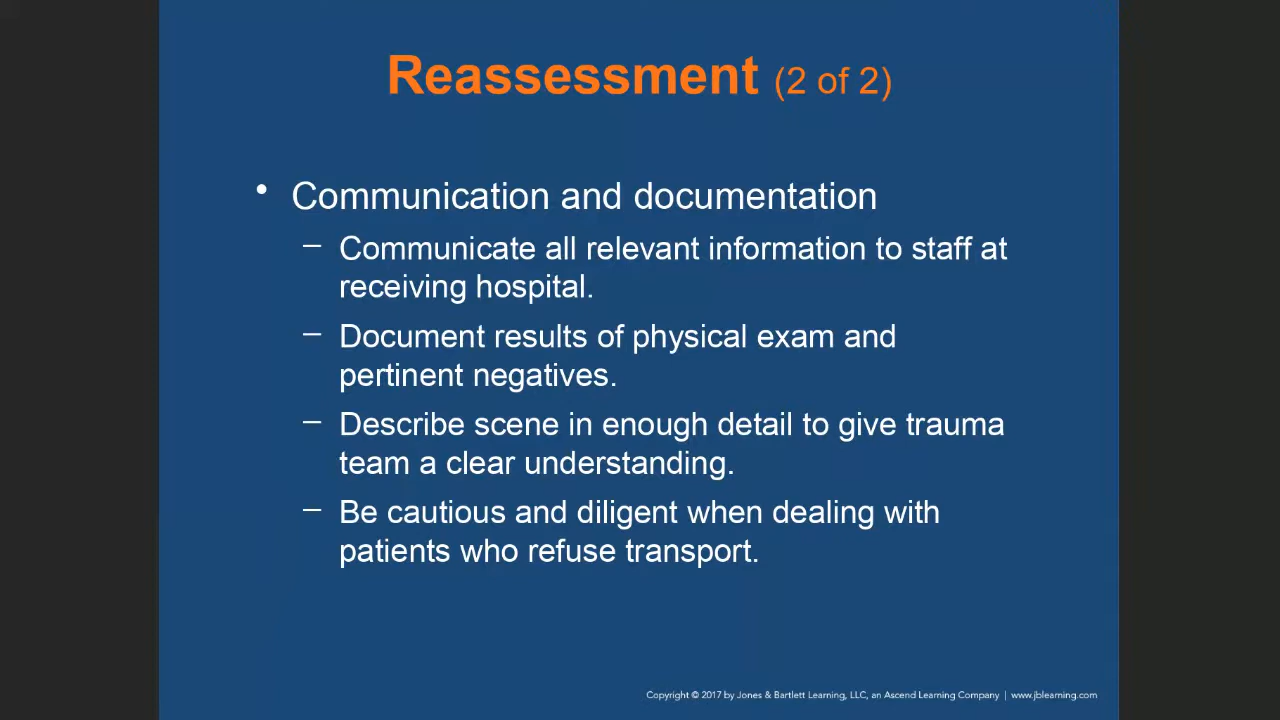 Reassessment (2 of 2)
• Communication and documentation
– Communicate all relevant information to staff at
receiving hospital.
– Document results of physical exam and
pertinent negatives.
– Describe scene in enough detail to give trauma
team a clear understanding.
– Be cautious and diligent when dealing with
patients who refuse transport.
Copyright © 2017 by Jones & Bartlett Learning, LLC, an Ascend Learning Company | www.jblearning.com